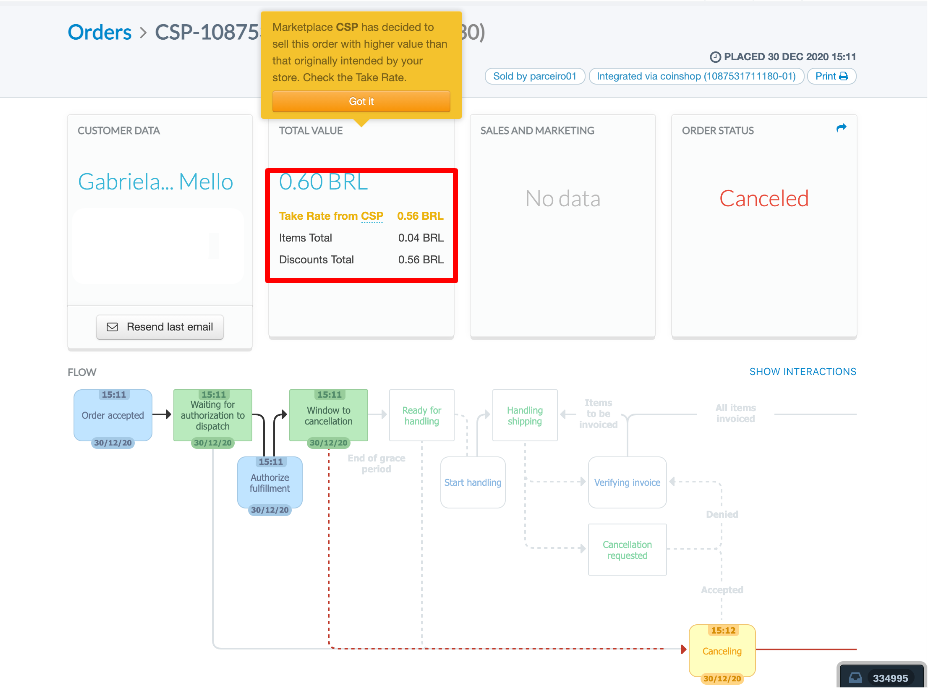 Orders > CSP-10875
30)
Marketplace CSP has decided to
sell this order with higher value than
that originally intended by your
store. Check the Take Rate.
Got it
PLACED 30 DEC 2020 15:11
Sold by parceiro01
Integrated via coinshop (1087531711180-01)
Print
CUSTOMER DATA
Gabriela... Mello
Resend last email
TOTAL VALUE
0.60 BRL
Take Rate from CSP 0.56 BRL
Items Total 0.04 BRL
Discounts Total 0.56 BRL
SALES AND MARKETING
No data
ORDER STATUS
Canceled
FLOW
SHOW INTERACTIONS
15:11
Order accepted
30/12/20
15:11
Waiting for
authorization to
dispatch
30/12/20
15:11
Authorize
fulfillment
30/12/20
15:11
Window to
cancellation
30/12/20
End of grace
period
Ready for
handling
Start handling
Handling
shipping
Items
to be
invoiced
All items
invoiced
Verifying invoice
Denied
Cancellation
requested
Accepted
15:12
Canceling
30/12/20
334995